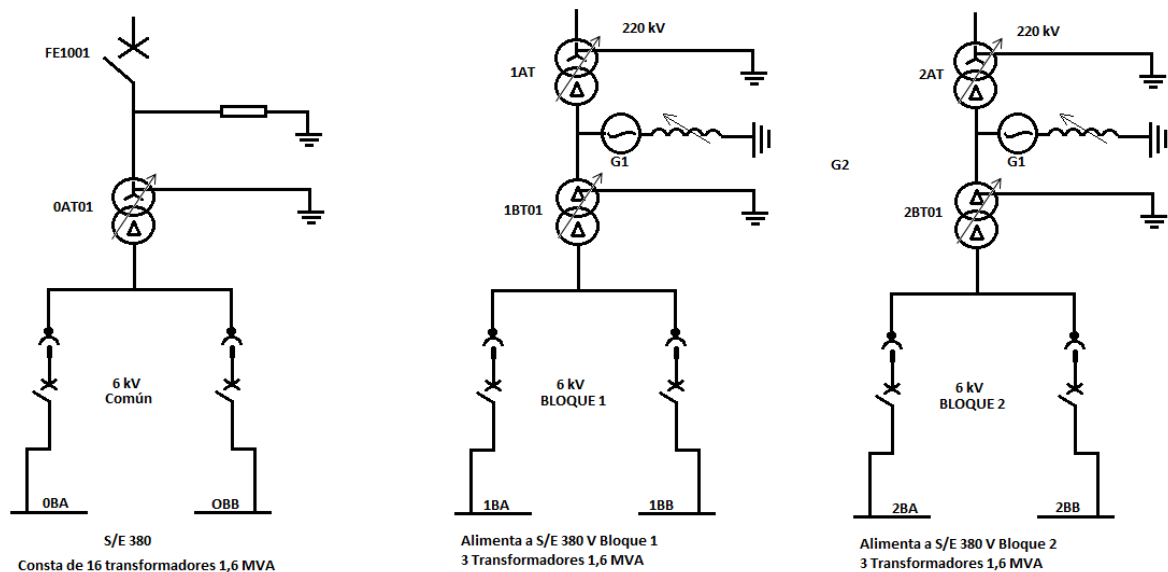 FE1001
0AT01
6 kV
Común
0BA
OBB
S/E 380
Consta de 16 transformadores 1,6 MVA
220 kV
1AT
G1
1BT01
6 kV
BLOQUE 1
1BA
1BB
Alimenta a S/E 380 V Bloque 1
3 Transformadores 1,6 MVA
220 kV
2AT
G1
G2
2BT01
6 kV
BLOQUE 2
2BA
2BB
Alimenta a S/E 380 V Bloque 2
3 Transformadores 1,6 MVA